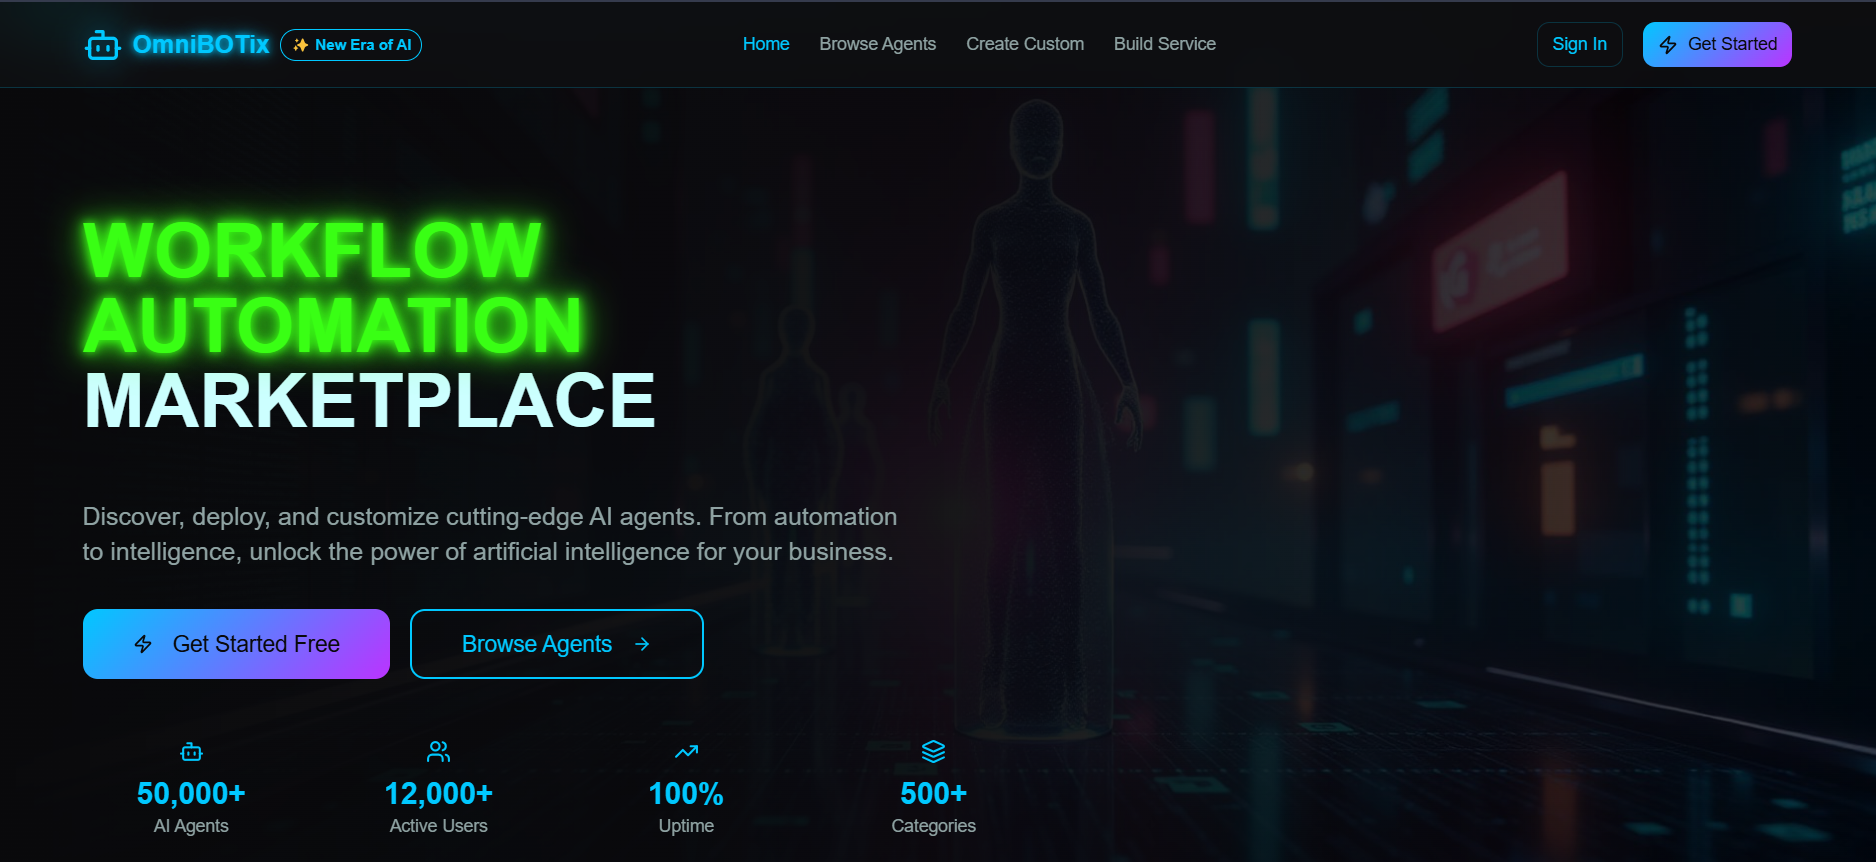 OmniBOTix
✨ New Era of AI
Home
Browse Agents
Create Custom
Build Service
Sign In
Get Started
WORKFLOW
AUTOMATION
MARKETPLACE
Discover, deploy, and customize cutting-edge AI agents. From automation
to intelligence, unlock the power of artificial intelligence for your business.
Get Started Free
Browse Agents
50,000+
AI Agents
12,000+
Active Users
100%
Uptime
500+
Categories